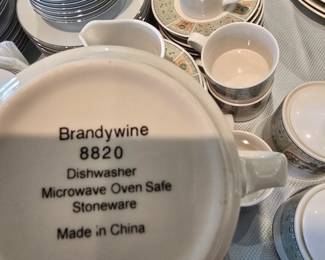 Brandywine
8820
Dishwasher
Microwave Oven Safe
Stoneware
Made in China